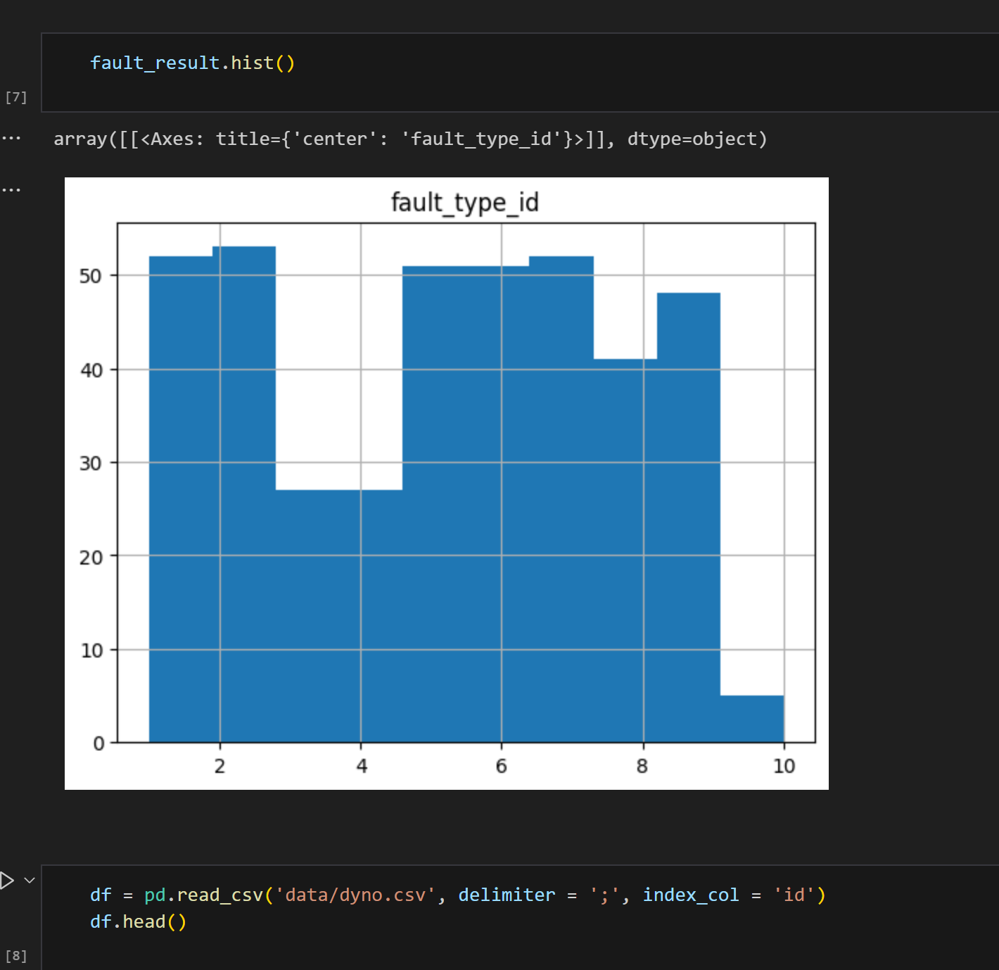 fault_result.hist()
[7]
array([[<Axes: title={'center': 'fault_type_id'}>]], dtype=object)
fault_type_id
50
40
30
20
10
0
2 4 6 8 10
df = pd.read_csv('data/dyno.csv', delimiter = ';', index_col = 'id')
df.head()
[8]